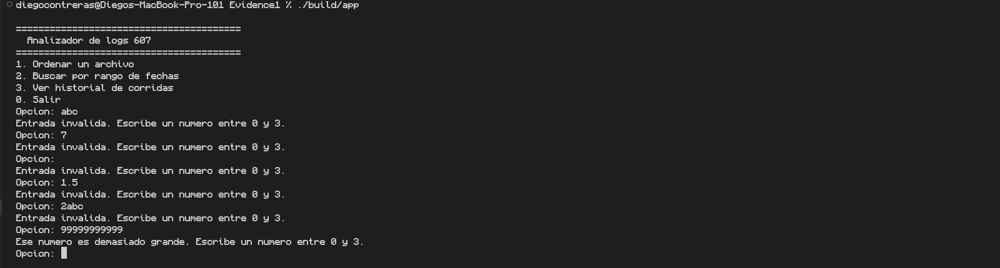 diegocontreras@Diegos-MacBook-Pro-101 Evidence1 % ./build/app
========================================
Analizador de logs 607
========================================
1. Ordenar un archivo
2. Buscar por rango de fechas
3. Ver historial de corridas
0. Salir
Opcion: abc
Entrada invalida. Escribe un numero entre 0 y 3.
Opcion: 7
Entrada invalida. Escribe un numero entre 0 y 3.
Opcion:
Entrada invalida. Escribe un numero entre 0 y 3.
Opcion: 1.5
Entrada invalida. Escribe un numero entre 0 y 3.
Opcion: 2abc
Entrada invalida. Escribe un numero entre 0 y 3.
Opcion: 99999999999
Ese numero es demasiado grande. Escribe un numero entre 0 y 3.
Opcion: